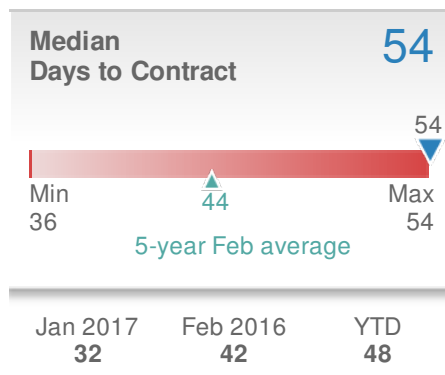 Median
Days to Contract
54
54
Min
36
44
Max
54
5-year Feb average
Jan 2017 Feb 2016 YTD
32 42 48